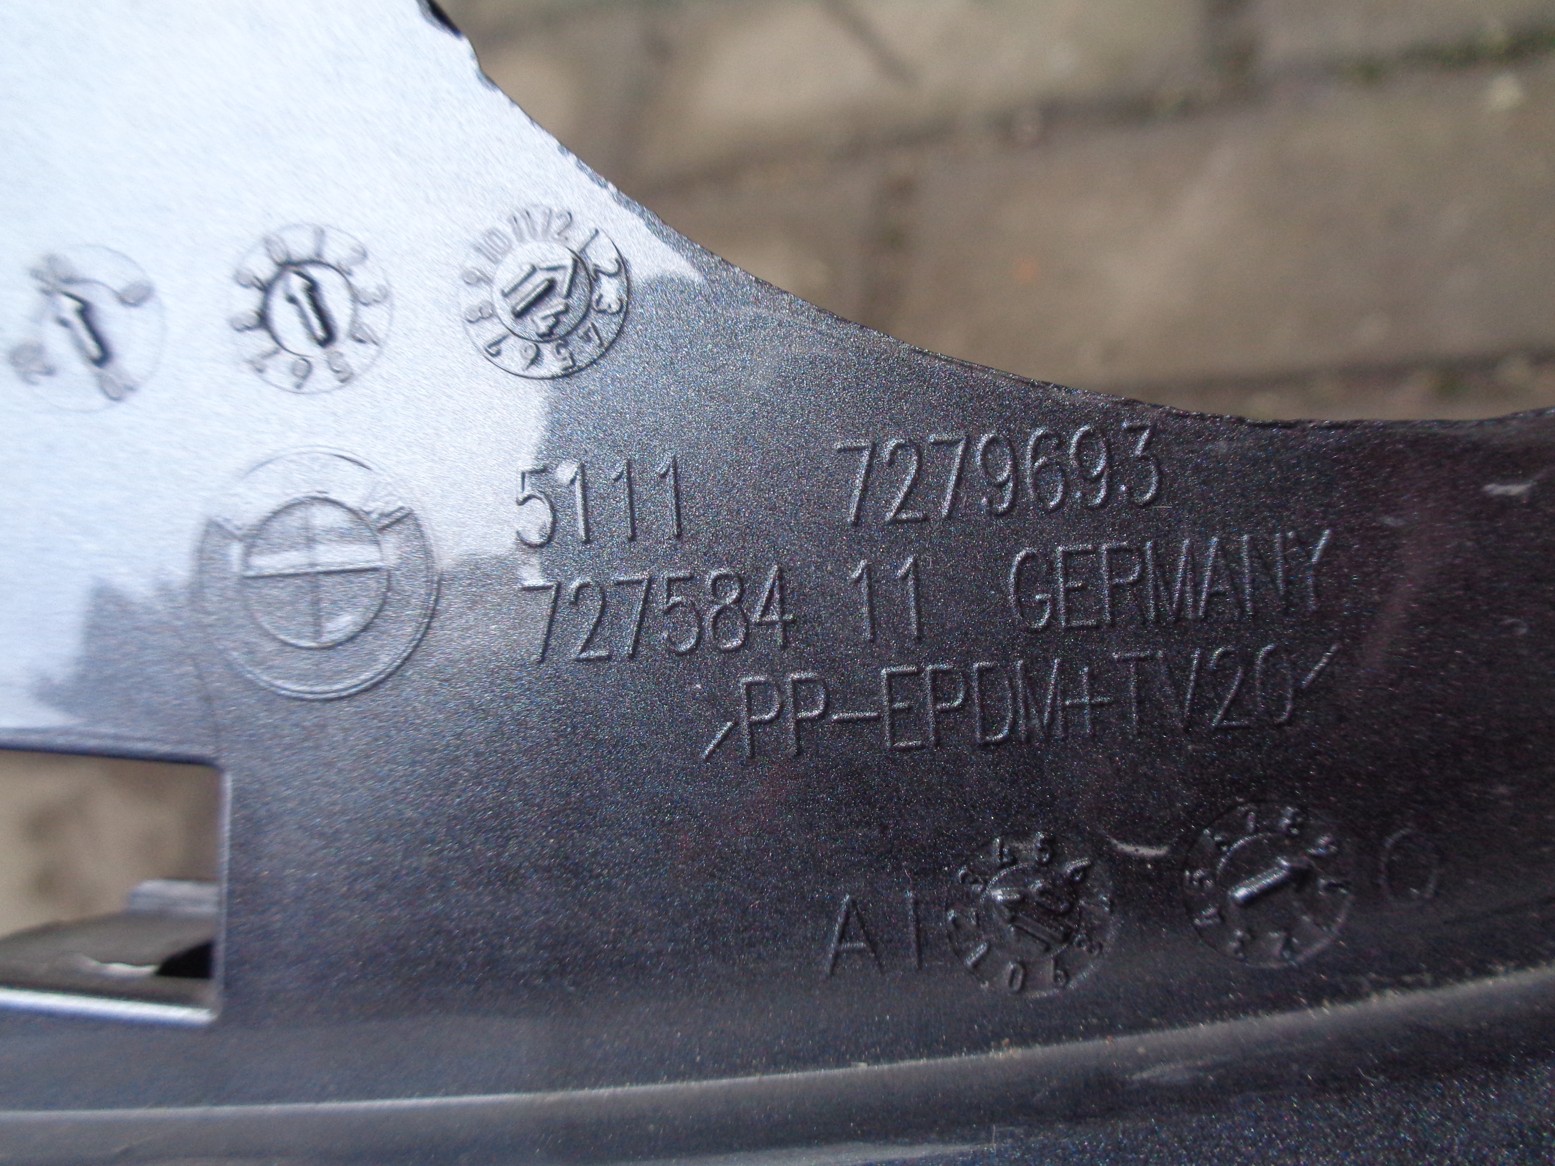 5111 7279693
727584 11 GERMANY
>PP-EPDM+TV20<
A1